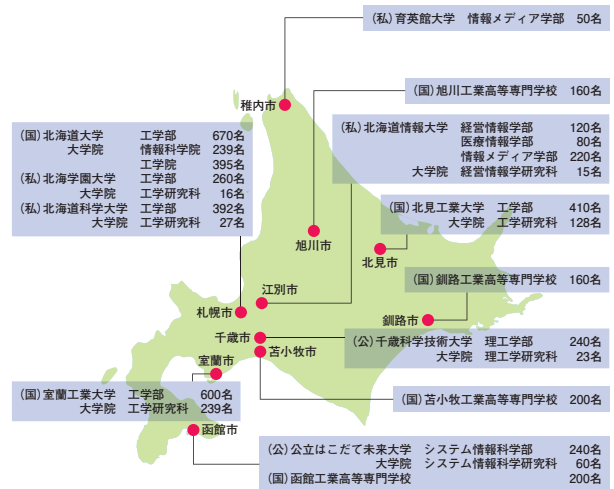 (私)育英館大学 情報メディア学部 50名
稚内市
(国)旭川工業高等専門学校 160名
(国)北海道大学 工学部 670名
大学院 情報科学院 239名
工学院 395名
(私)北海学園大学 工学部 260名
大学院 工学研究科 16名
(私)北海道科学大学 工学部 392名
大学院 工学研究科 27名
(私)北海道情報大学 経営情報学部 120名
医療情報学部 80名
情報メディア学部 220名
大学院 経営情報学研究科 15名
(国)北見工業大学 工学部 410名
大学院 工学研究科 128名
旭川市
北見市
(国)釧路工業高等専門学校 160名
江別市
札幌市
釧路市
千歳市
(公)千歳科学技術大学 理工学部 240名
大学院 理工学研究科 23名
苫小牧市
室蘭市
(国)室蘭工業大学 工学部 600名
大学院 工学研究科 239名
(国)苫小牧工業高等専門学校 200名
函館市
(公)公立はこだて未来大学 システム情報科学部 240名
大学院 システム情報科学研究科 60名
(国)函館工業高等専門学校 200名